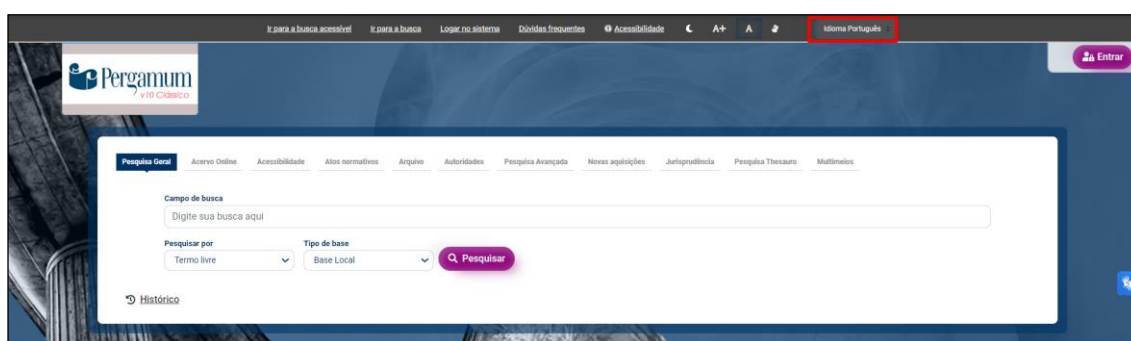 Ir para a busca acessível Ir para a busca Logar no sistema Dúvidas frequentes Acessibilidade A+ A Idioma Português
Entrar
Pergamum
v10 Clássico
Pesquisa Geral Acervo Online Acessibilidade Atos normativos Arquivo Autoridades Pesquisa Avançada Novas aquisições Jurisprudência Pesquisa Thesauro Multimeios
Campo de busca
Digite sua busca aqui
Pesquisar por Tipo de base
Termo livre Base Local Pesquisar
Histórico